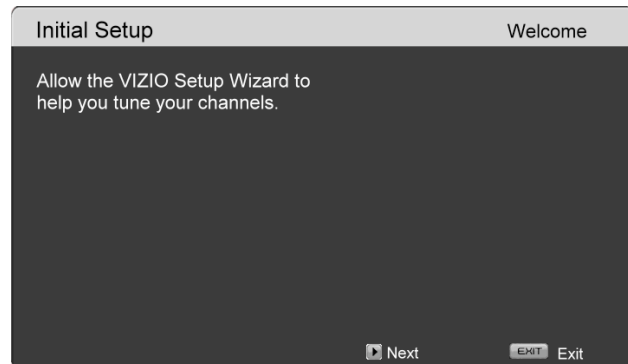 Initial Setup Welcome
Allow the VIZIO Setup Wizard to
help you tune your channels.
Next EXIT Exit